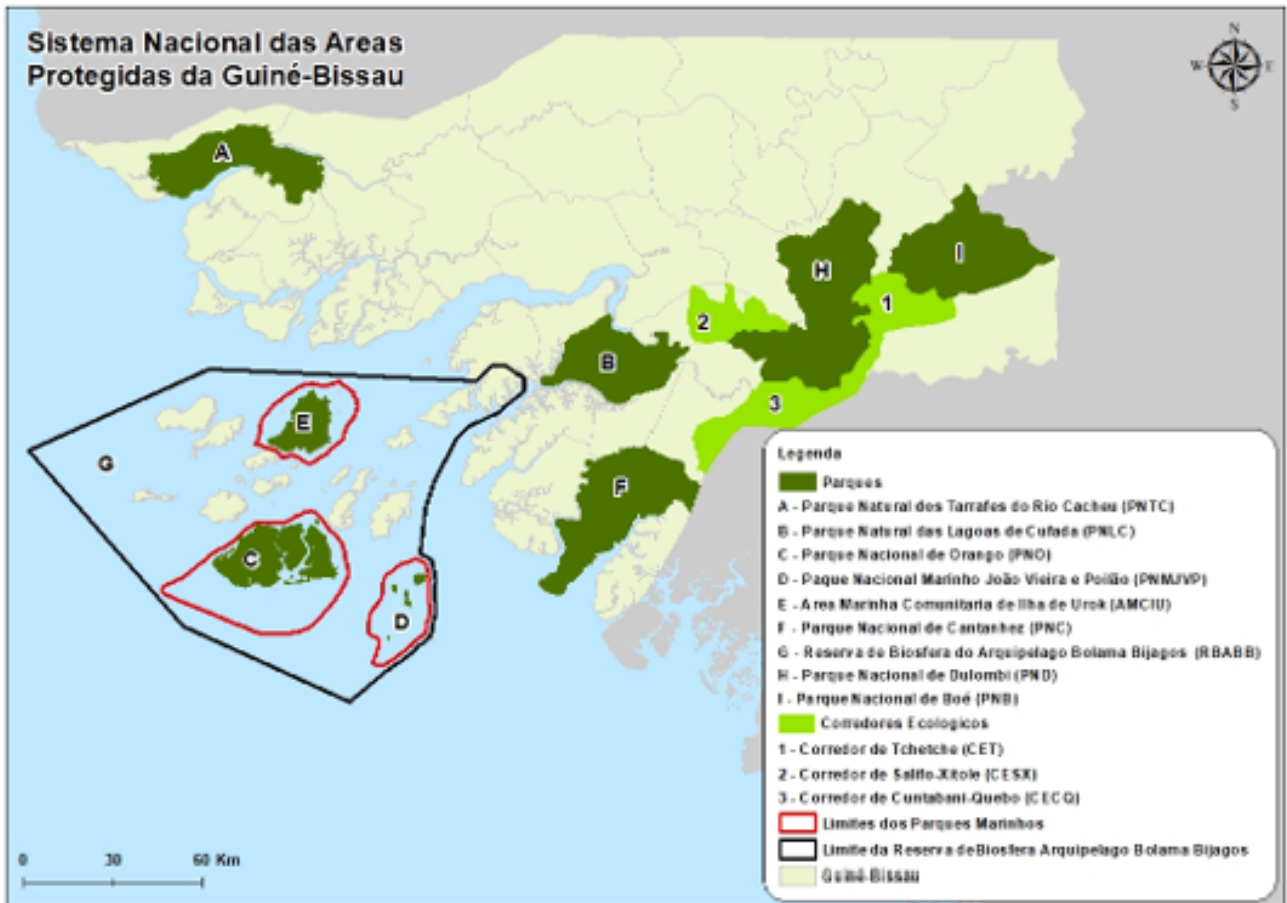 Sistema Nacional das Areas
Protegidas da Guiné-Bissau
N
W
E
S
A
I
H
1
2
B
3
E
G
F
C
D
Legenda
Parques
A - Parque Natural dos Tarrafes do Rio Cacheu (PNTC)
B - Parque Natural das Lagoas de Cufada (PNLC)
C - Parque Nacional de Orango (PNO)
D - Paque Nacional Marinho João Vieira e Poilão (PNMJVP)
E - Area Marinha Comunitaria de Ilha de Urok (AMCIU)
F - Parque Nacional de Cantanhez (PNC)
G - Reserva de Biosfera do Arquipelago Bolama Bijagos (RBABB)
H - Parque Nacional de Dulombi (PND)
I - Parque Nacional de Boé (PNB)
Corredores Ecologicos
1 - Corredor de Tchetche (CET)
2 - Corredor de Salifo-Xitole (CESX)
3 - Corredor de Cuntabani-Quebo (CECQ)
Limites dos Parques Marinhos
Limite da Reserva de Biosfera Arquipelago Bolama Bijagos
Guiné-Bissau
0 30 60 Km